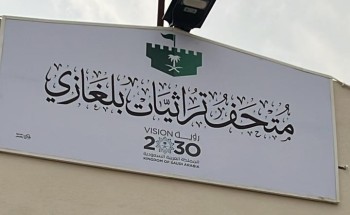 متحف تراثيات بلغازي
VISION رؤية
2030
المملكة العربية السعودية
KINGDOM OF SAUDI ARABIA